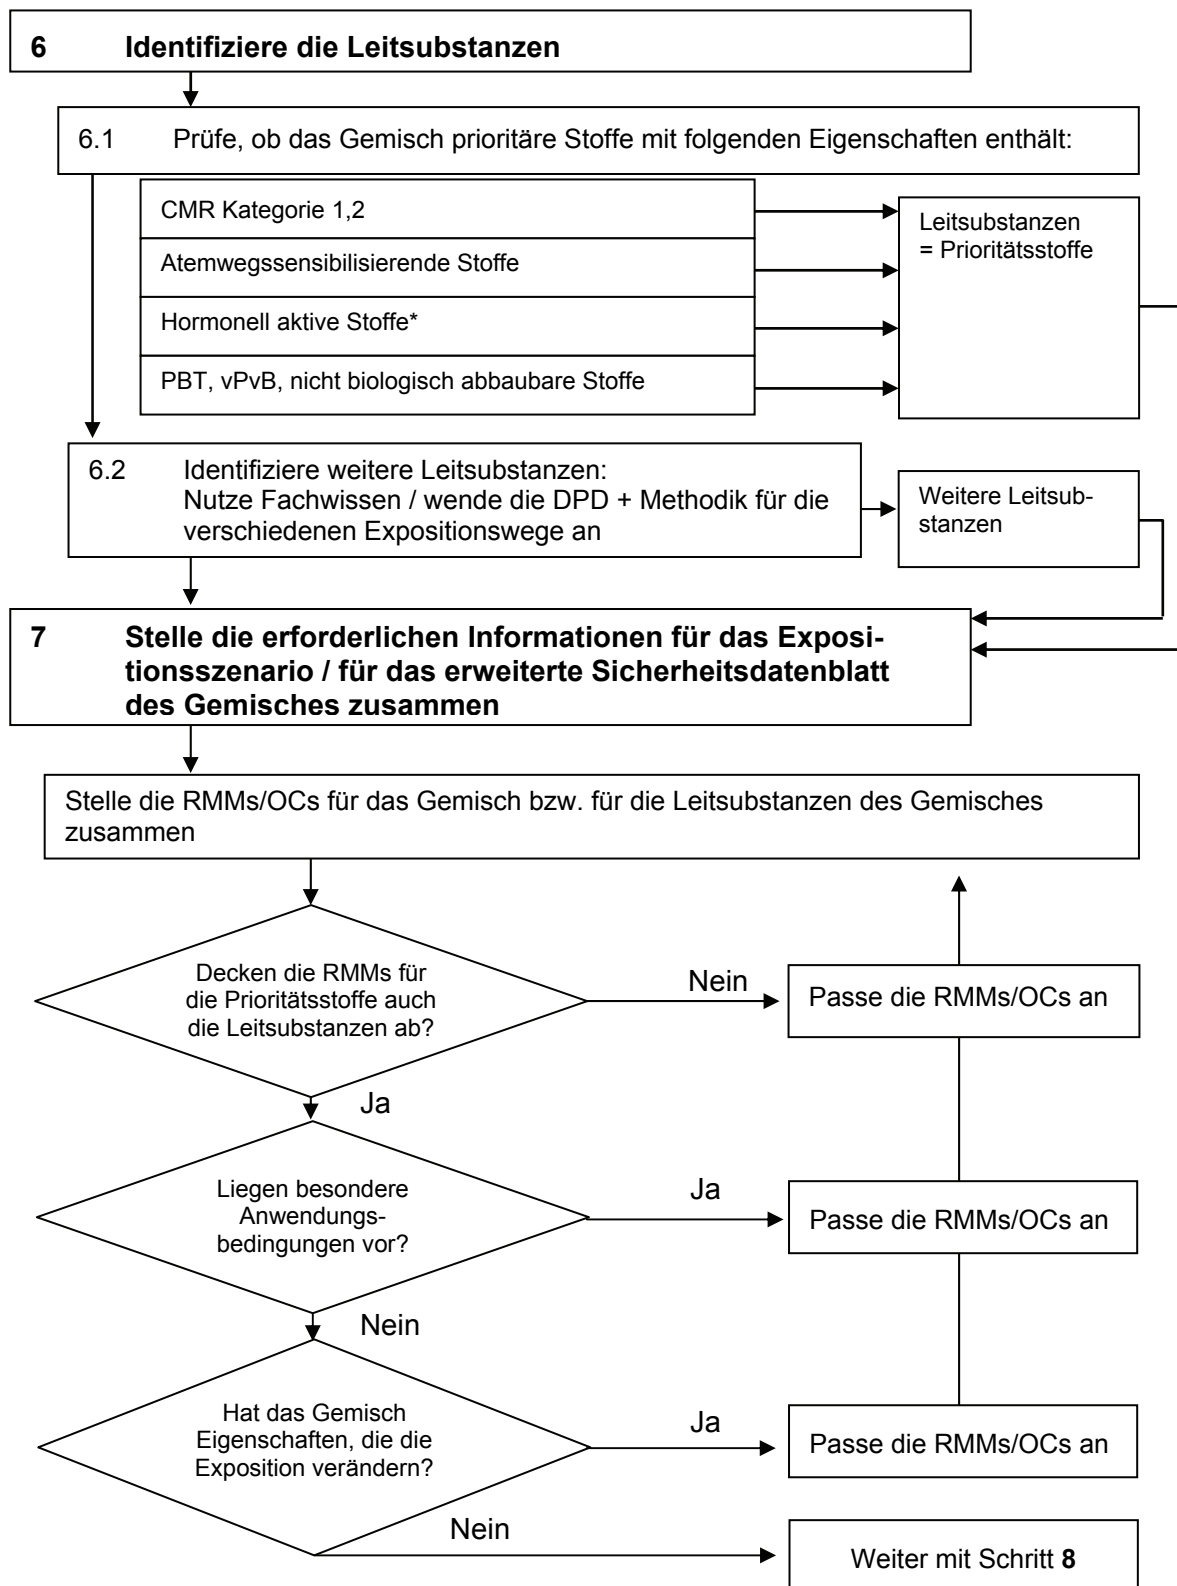 6 Identifiziere die Leitsubstanzen
6.1 Prüfe, ob das Gemisch prioritäre Stoffe mit folgenden Eigenschaften enthält:
CMR Kategorie 1,2
Atemwegssensibilisierende Stoffe
Hormonell aktive Stoffe*
PBT, vPvB, nicht biologisch abbaubare Stoffe
Leitsubstanzen
= Prioritätsstoffe
6.2 Identifiziere weitere Leitsubstanzen:
Nutze Fachwissen / wende die DPD + Methodik für die
verschiedenen Expositionswege an
Weitere Leitsub-
stanzen
7 Stelle die erforderlichen Informationen für das Exposi-
tionsszenario / für das erweiterte Sicherheitsdatenblatt
des Gemisches zusammen
Stelle die RMMs/OCs für das Gemisch bzw. für die Leitsubstanzen des Gemisches
zusammen
Decken die RMMs für
die Prioritätsstoffe auch
die Leitsubstanzen ab?
Nein
Passe die RMMs/OCs an
Ja
Liegen besondere
Anwendungs-
bedingungen vor?
Ja
Passe die RMMs/OCs an
Nein
Hat das Gemisch
Eigenschaften, die die
Exposition verändern?
Ja
Passe die RMMs/OCs an
Nein
Weiter mit Schritt 8